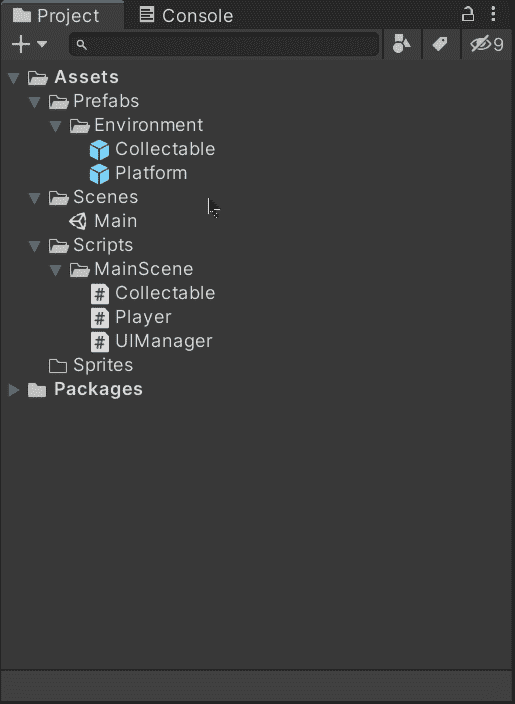 Project Console
9
Assets
Prefabs
Environment
Collectable
Platform
Scenes
Main
Scripts
MainScene
# Collectable
# Player
# UIManager
Sprites
Packages